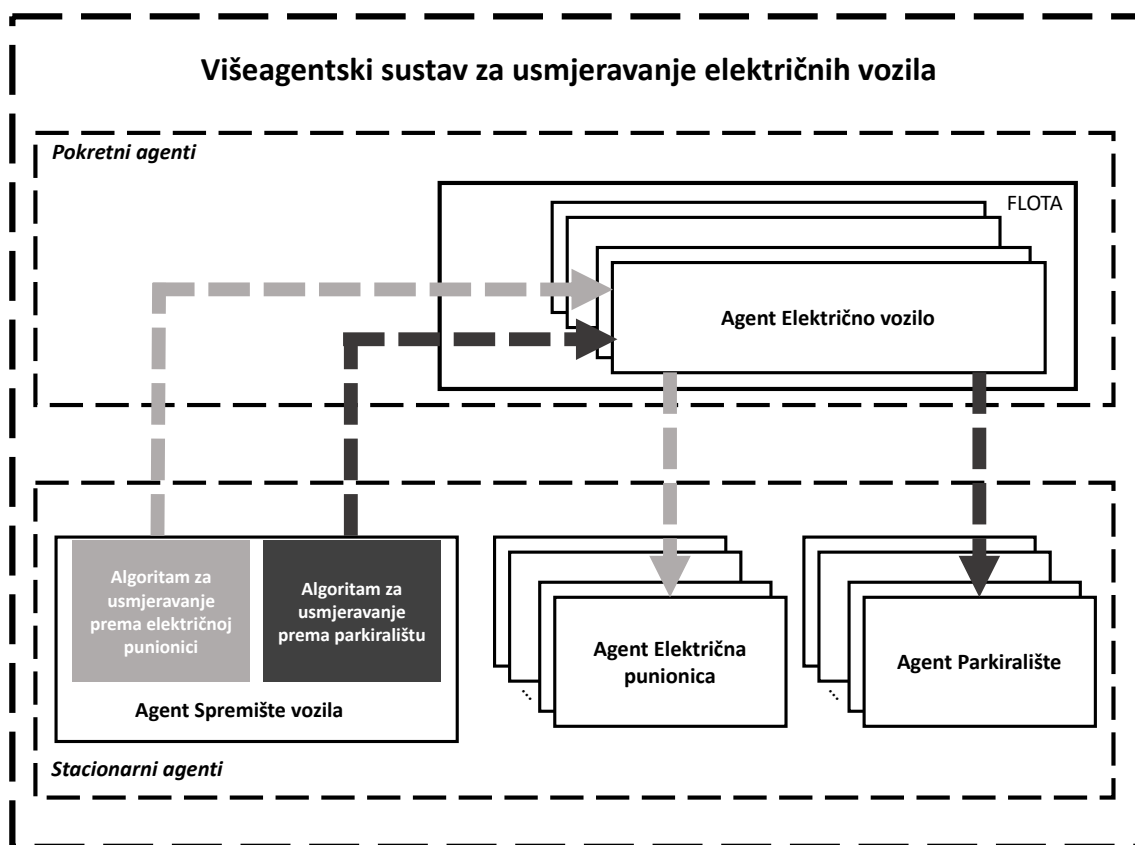 Višeagentski sustav za usmjeravanje električnih vozila
Pokretni agenti
FLOTA
Agent Električno vozilo
Algoritam za
usmjeravanje
prema električnoj
punionici
Algoritam za
usmjeravanje
prema parkiralištu
Agent Spremište vozila
Agent Električna
punionica
...
Agent Parkiralište
...
Stacionarni agenti